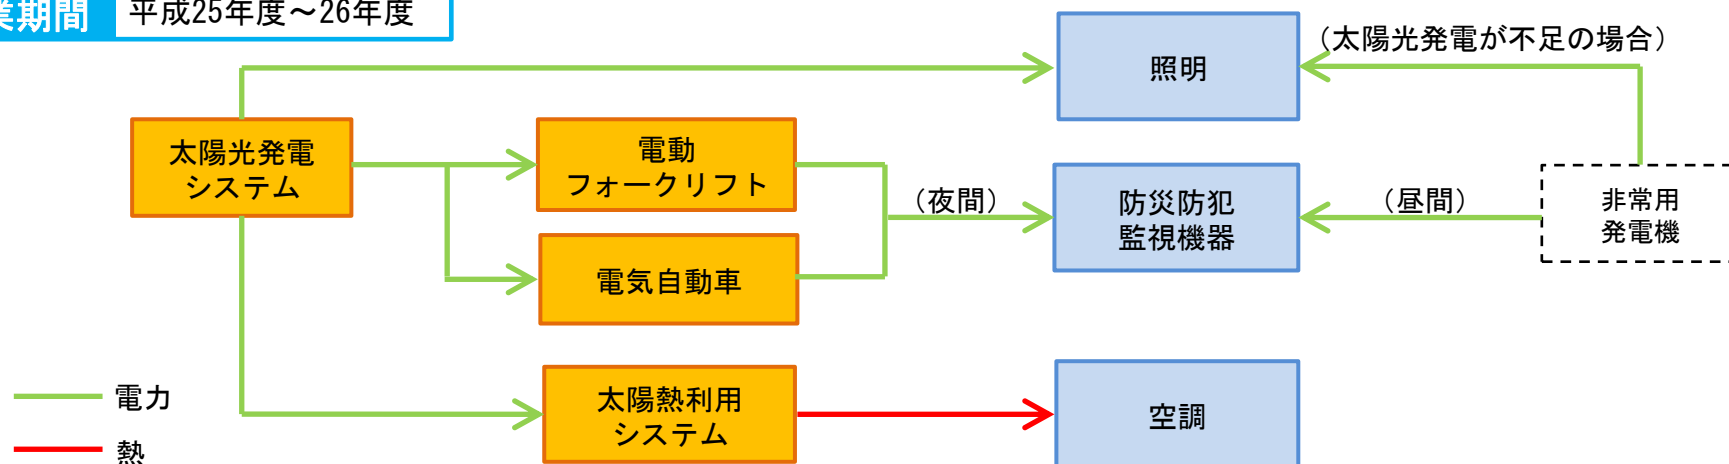 業期間
平成25年度～26年度
照明
（太陽光発電が不足の場合）
太陽光発電
システム
電動
フォークリフト
（夜間）
防災防犯
監視機器
（昼間）
非常用
発電機
電気自動車
太陽熱利用
システム
空調
電力
熱